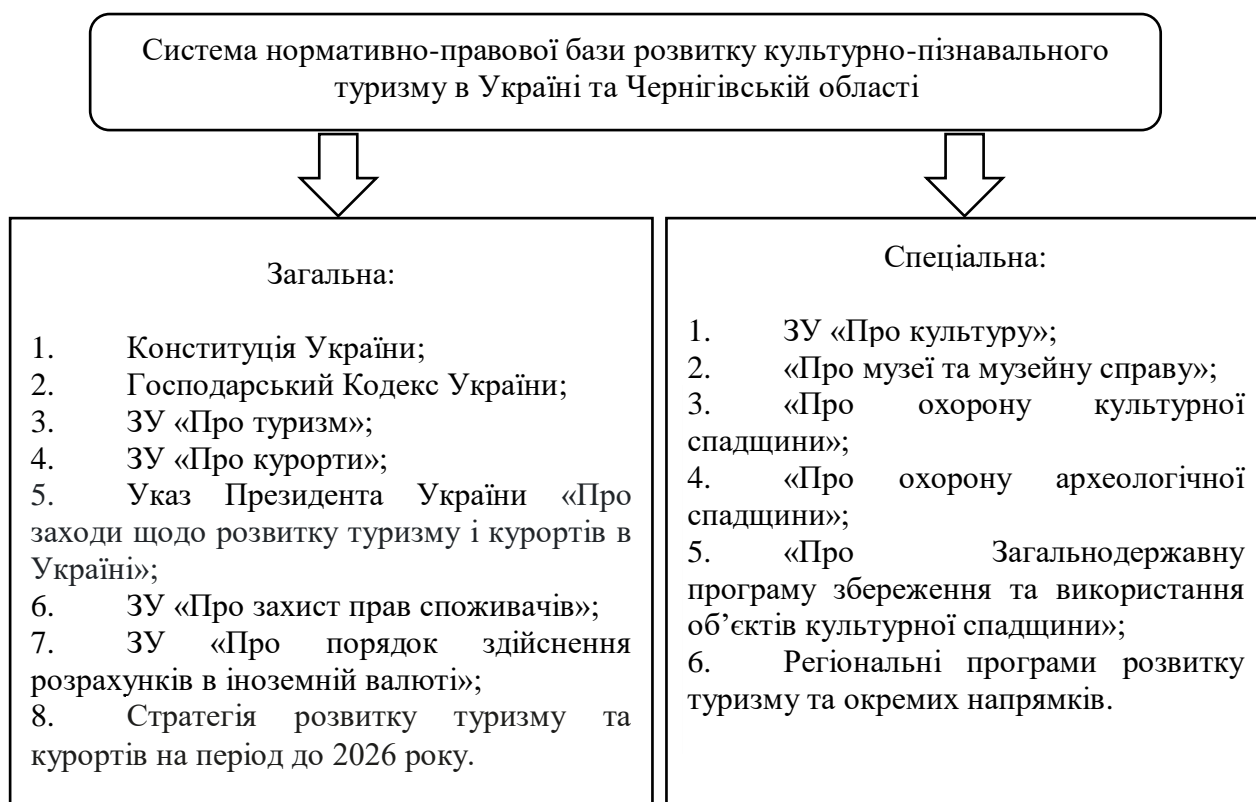 Система нормативно-правової бази розвитку культурно-пізнавального
туризму в Україні та Чернігівській області
Загальна:
1. Конституція України;
2. Господарський Кодекс України;
3. ЗУ «Про туризм»;
4. ЗУ «Про курорти»;
5. Указ Президента України «Про
заходи щодо розвитку туризму і курортів в
Україні»;
6. ЗУ «Про захист прав споживачів»;
7. ЗУ «Про порядок здійснення
розрахунків в іноземній валюті»;
8. Стратегія розвитку туризму та
курортів на період до 2026 року.
Спеціальна:
1. ЗУ «Про культуру»;
2. «Про музеї та музейну справу»;
3. «Про охорону культурної
спадщини»;
4. «Про охорону археологічної
спадщини»;
5. «Про Загальнодержавну
програму збереження та використання
об’єктів культурної спадщини»;
6. Регіональні програми розвитку
туризму та окремих напрямків.